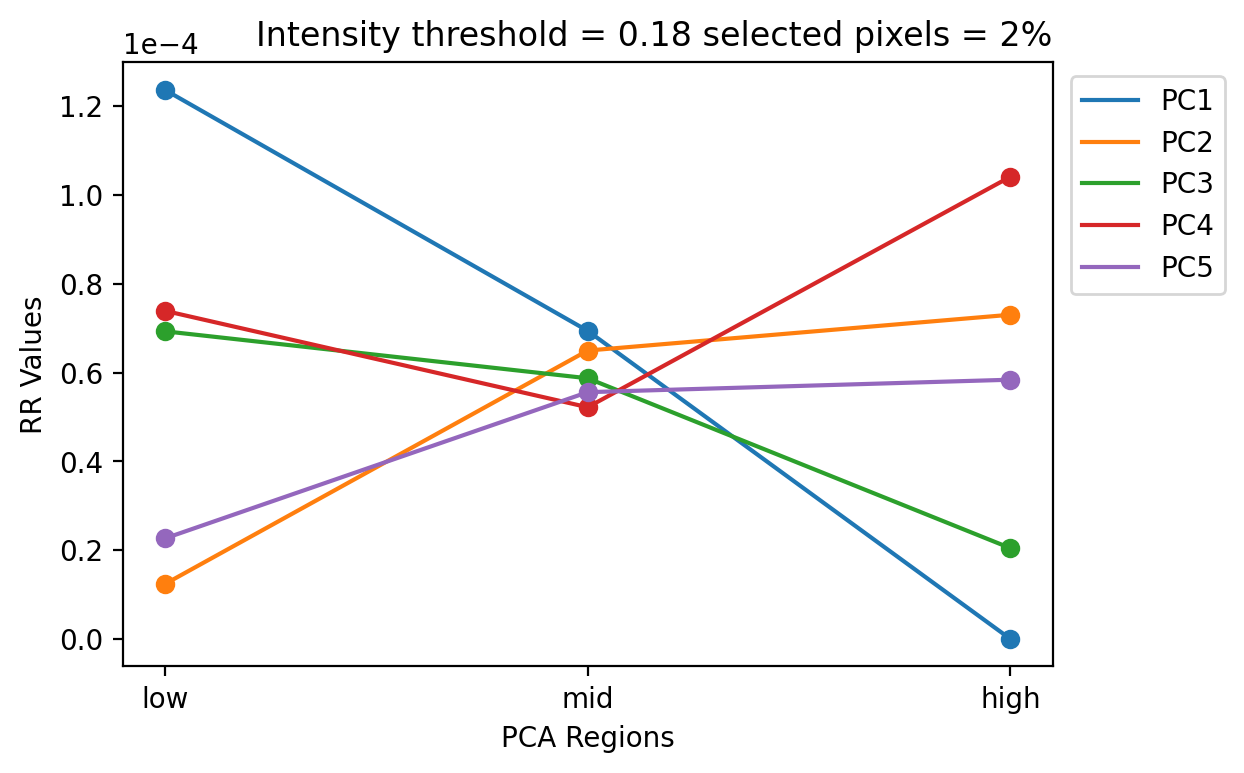 Intensity threshold = 0.18 selected pixels = 2%
1e−4
1.2
1.0
0.8
0.6
0.4
0.2
0.0
RR Values
low
mid
high
PCA Regions
PC1
PC2
PC3
PC4
PC5